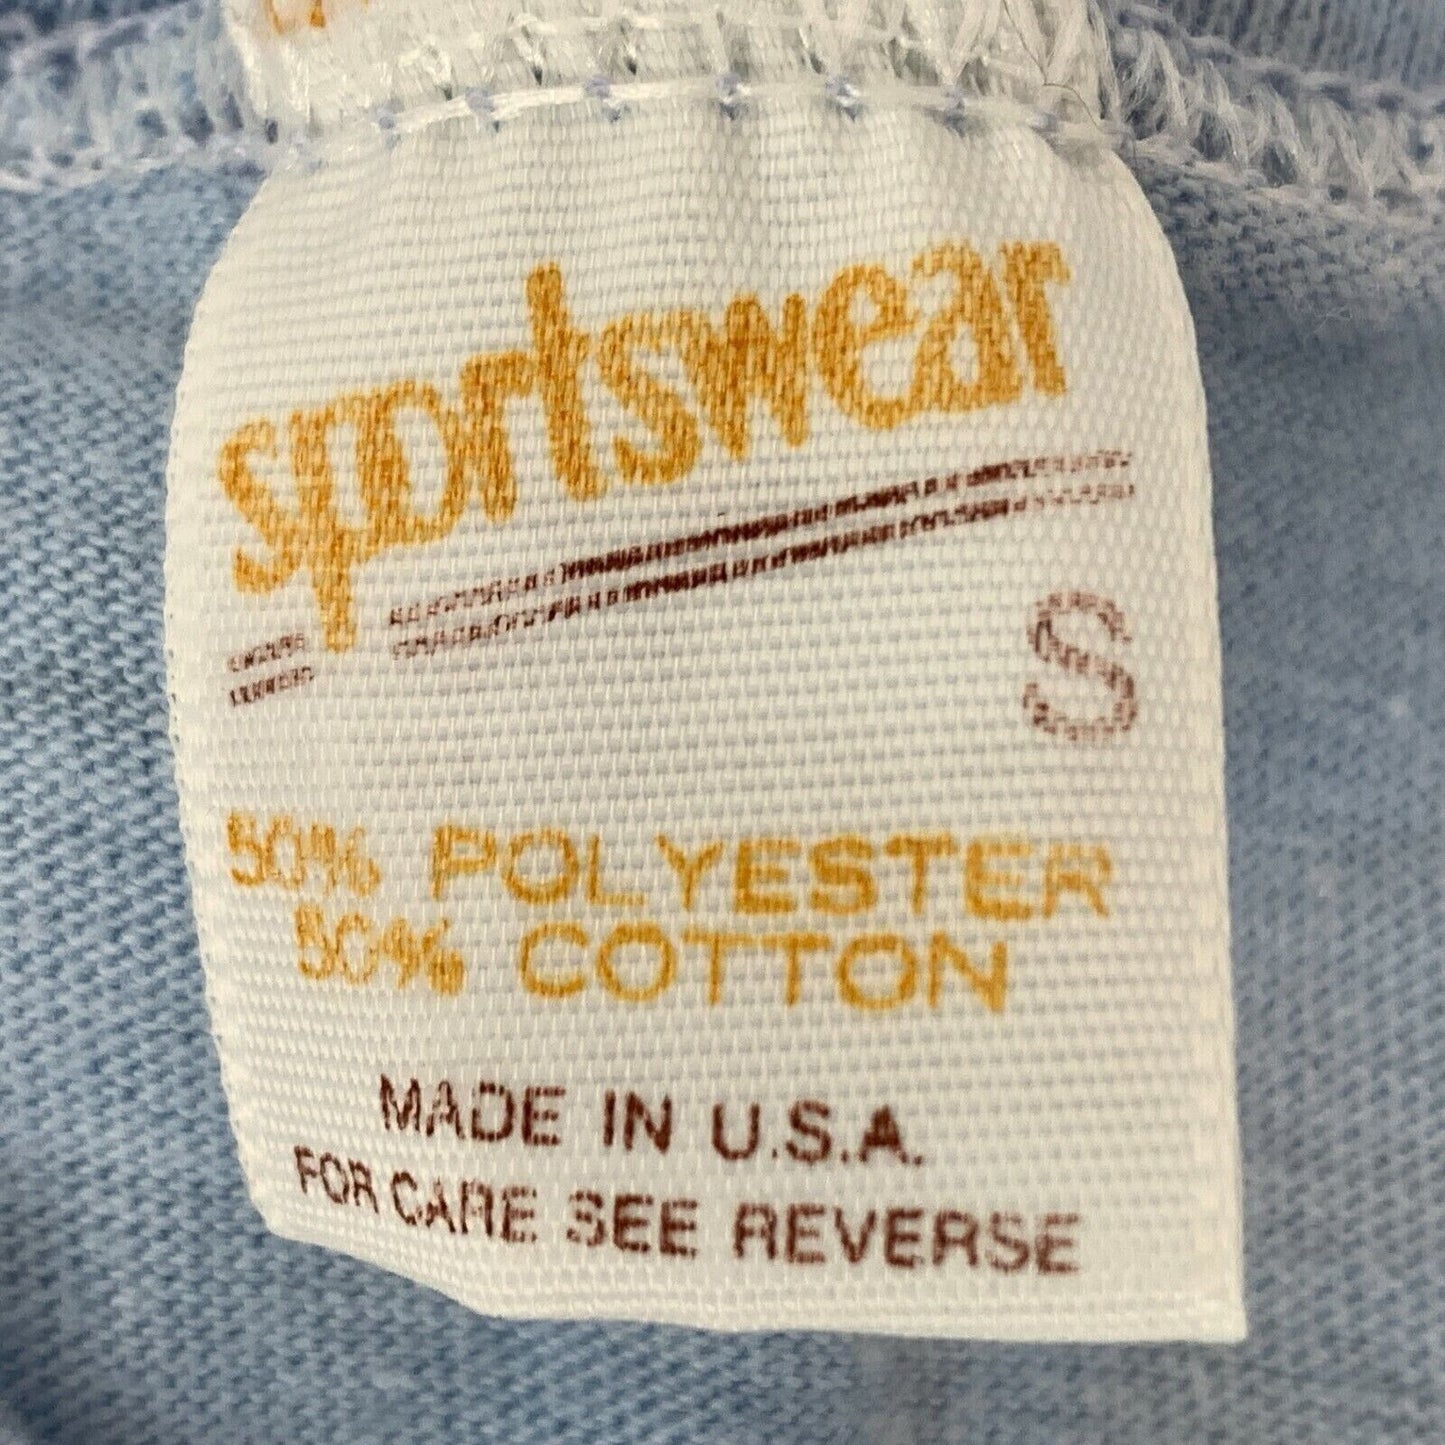 sportswear
S
50% POLYESTER
50% COTTON
MADE IN U.S.A.
FOR CARE SEE REVERSE